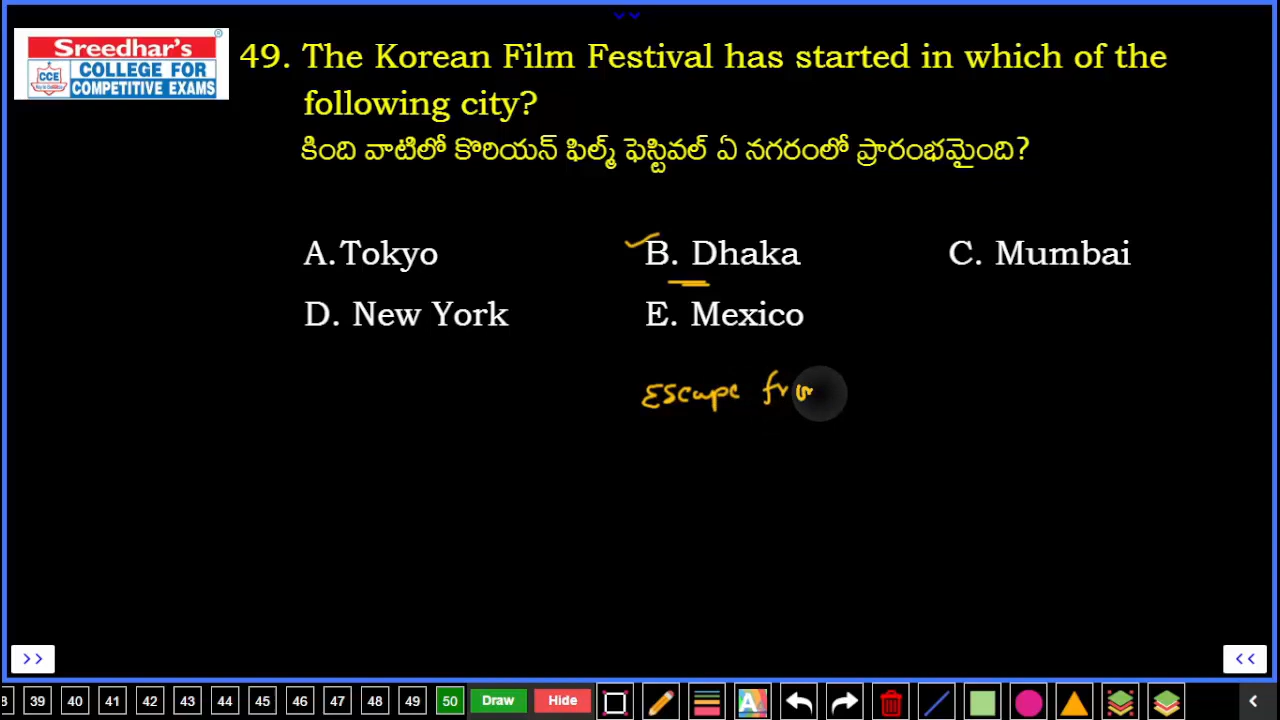 Sreedhar's
CCE
COLLEGE FOR
COMPETITIVE EXAMS
49. The Korean Film Festival has started in which of the
following city?
కింది వాటిలో కొరియన్ ఫిల్మ్ ఫెస్టివల్ ఏ నగరంలో ప్రారంభమైంది?
A.Tokyo B. Dhaka C. Mumbai
D. New York E. Mexico
Escape fro
>> <<
8 39 40 41 42 43 44 45 46 47 48 49 50 Draw Hide A <